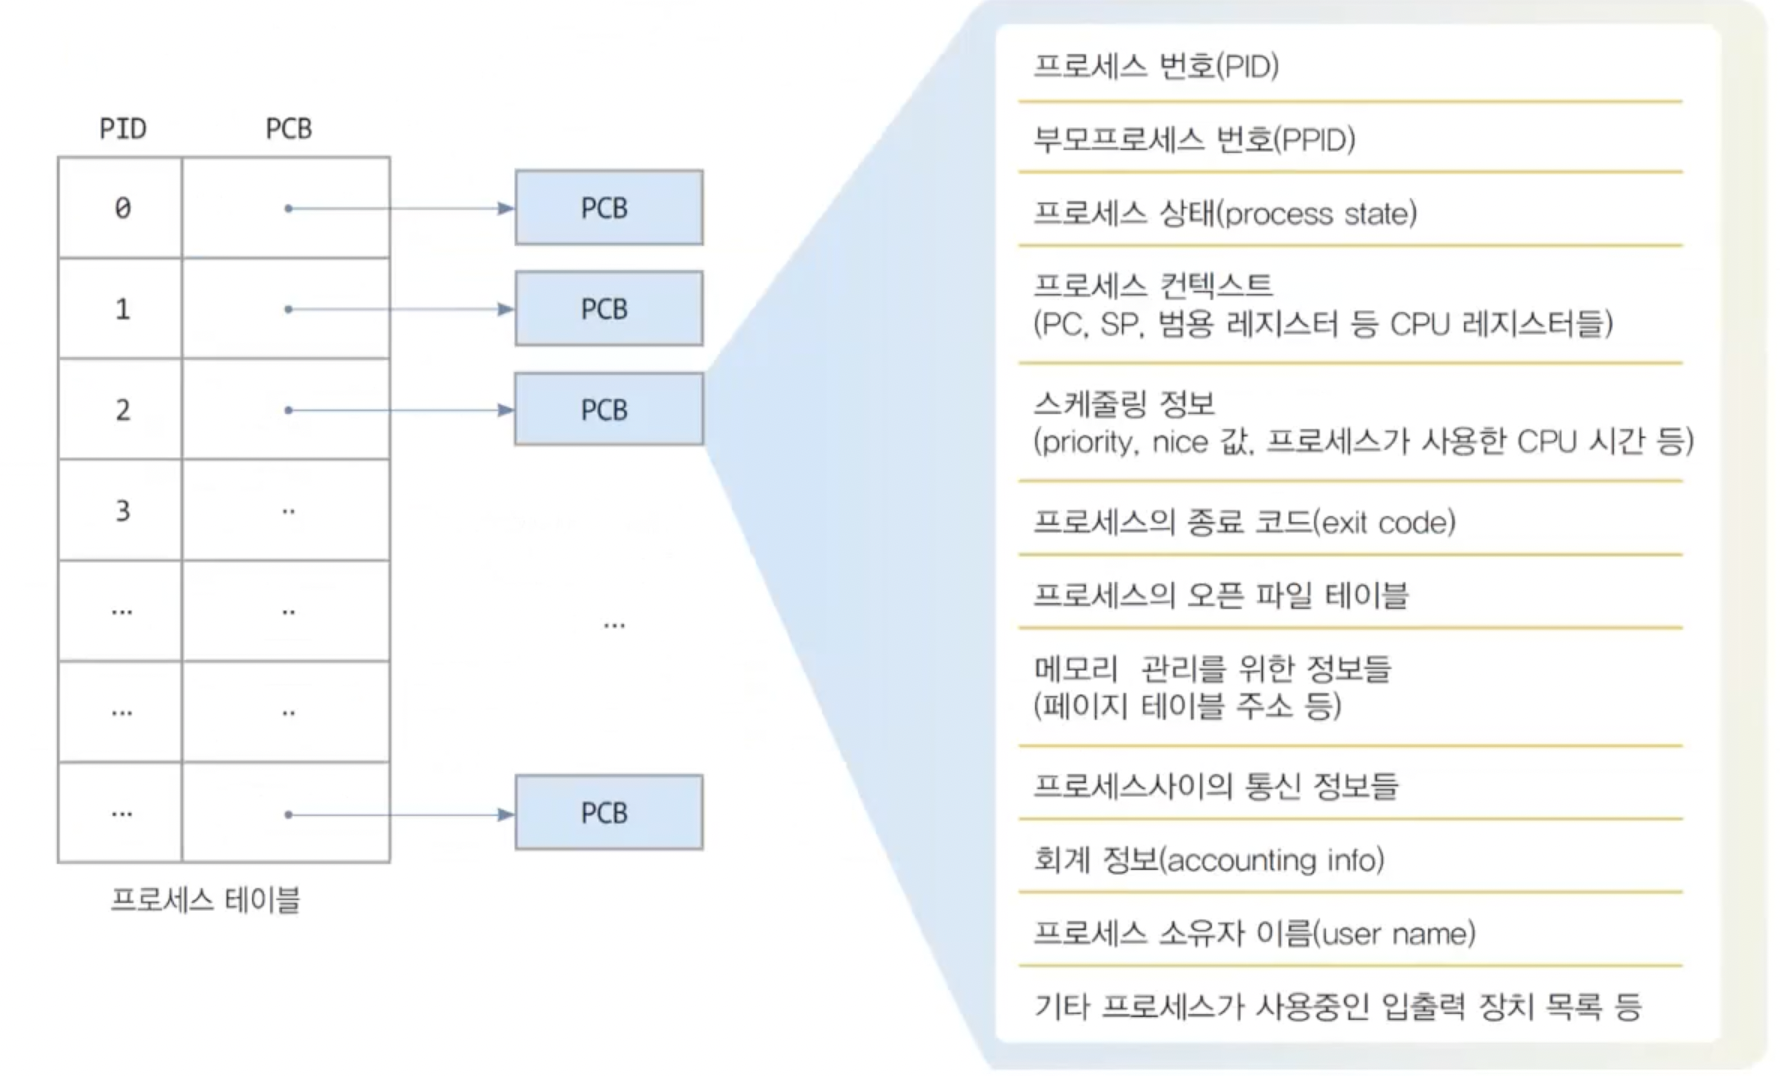 PID PCB
0 PCB
1 PCB
2 PCB
3 ..
... ..
...
... ..
... PCB
프로세스 테이블
프로세스 번호(PID)
부모프로세스 번호(PPID)
프로세스 상태(process state)
프로세스 컨텍스트
(PC, SP, 범용 레지스터 등 CPU 레지스터들)
스케줄링 정보
(priority, nice 값, 프로세스가 사용한 CPU 시간 등)
프로세스의 종료 코드(exit code)
프로세스의 오픈 파일 테이블
메모리 관리를 위한 정보들
(페이지 테이블 주소 등)
프로세스사이의 통신 정보들
회계 정보(accounting info)
프로세스 소유자 이름(user name)
기타 프로세스가 사용중인 입출력 장치 목록 등